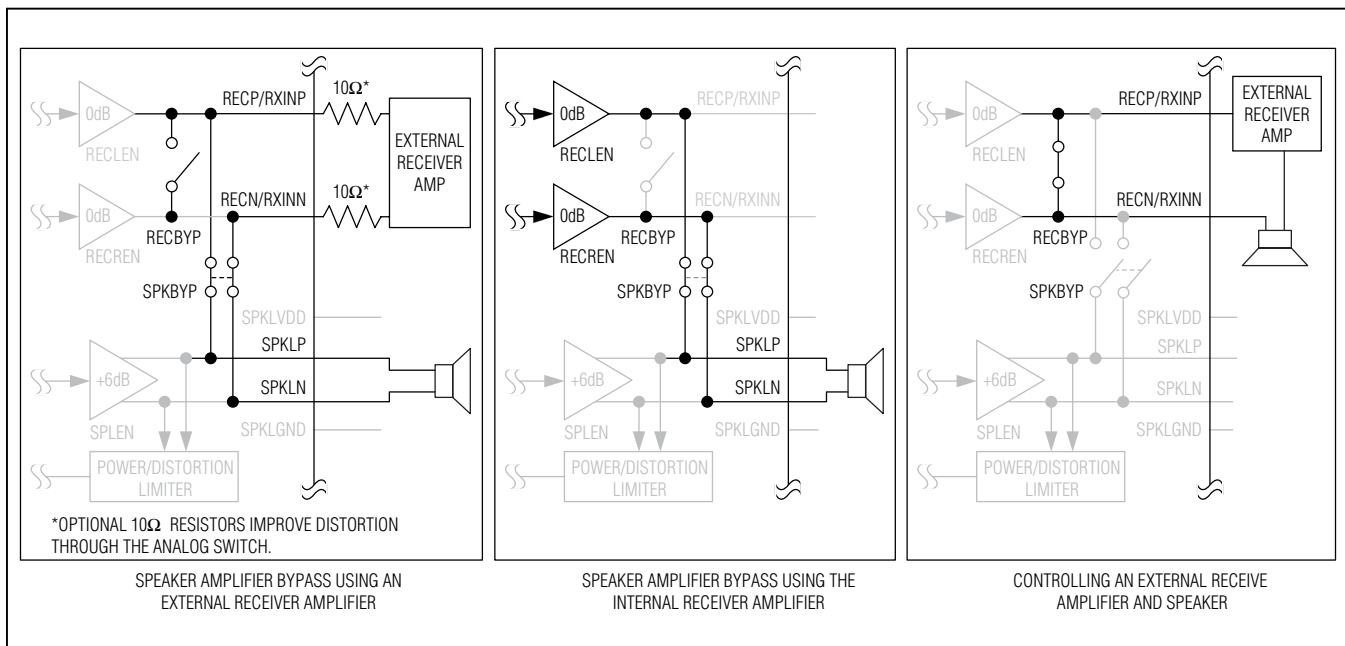 0dB
RECLEN
0dB
RECREN
RECP/RXINP
10Ω*
EXTERNAL
RECEIVER
AMP
RECN/RXINN
10Ω*
RECBYP
SPKBYP
SPKLVDD
SPKLP
+6dB
SPKLN
SPLEN
SPKLGND
POWER/DISTORTION
LIMITER
*OPTIONAL 10Ω RESISTORS IMPROVE DISTORTION
THROUGH THE ANALOG SWITCH.
SPEAKER AMPLIFIER BYPASS USING AN
EXTERNAL RECEIVER AMPLIFIER
0dB
RECLEN
0dB
RECREN
RECP/RXINP
RECN/RXINN
RECBYP
SPKBYP
SPKLVDD
SPKLP
+6dB
SPKLN
SPLEN
SPKLGND
POWER/DISTORTION
LIMITER
SPEAKER AMPLIFIER BYPASS USING THE
INTERNAL RECEIVER AMPLIFIER
0dB
RECLEN
0dB
RECREN
RECP/RXINP
EXTERNAL
RECEIVER
AMP
RECN/RXINN
RECBYP
SPKBYP
SPKLVDD
SPKLP
+6dB
SPKLN
SPLEN
SPKLGND
POWER/DISTORTION
LIMITER
CONTROLLING AN EXTERNAL RECEIVE
AMPLIFIER AND SPEAKER